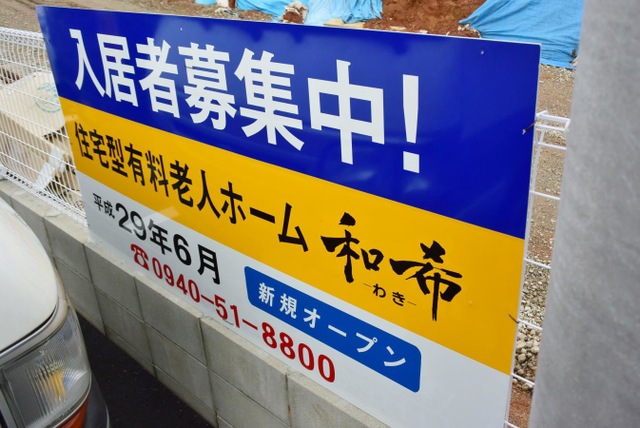 入居者募集中!
住宅型有料老人ホーム 和希
-わき-
平成29年6月
新規オープン
☎0940-51-8800